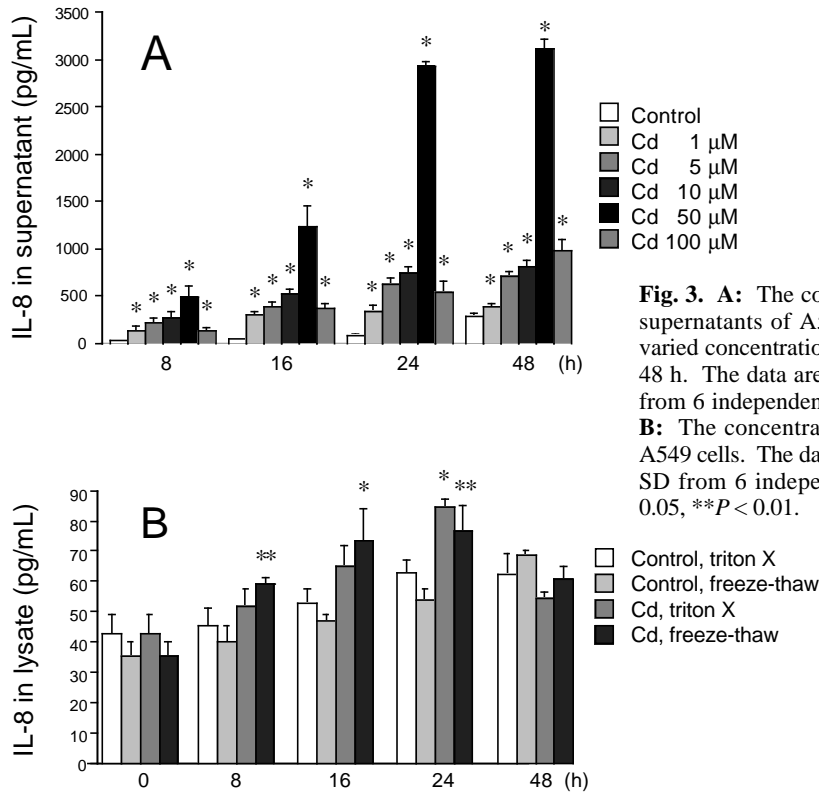 A
IL-8 in supernatant (pg/mL)
3500
3000
2500
2000
1500
1000
500
0
* * * * *
* * * * *
* * * * *
* * * * *
8 16 24 48 (h)
Control
Cd 1 μM
Cd 5 μM
Cd 10 μM
Cd 50 μM
Cd 100 μM
Fig. 3. A: The co
supernatants of A
varied concentration
48 h. The data are
from 6 independen
B: The concentra
A549 cells. The da
SD from 6 indepe
0.05, **P < 0.01.
B
IL-8 in lysate (pg/mL)
90
80
70
60
50
40
30
20
10
0
** * * **
0 8 16 24 48 (h)
Control, triton X
Control, freeze-thaw
Cd, triton X
Cd, freeze-thaw